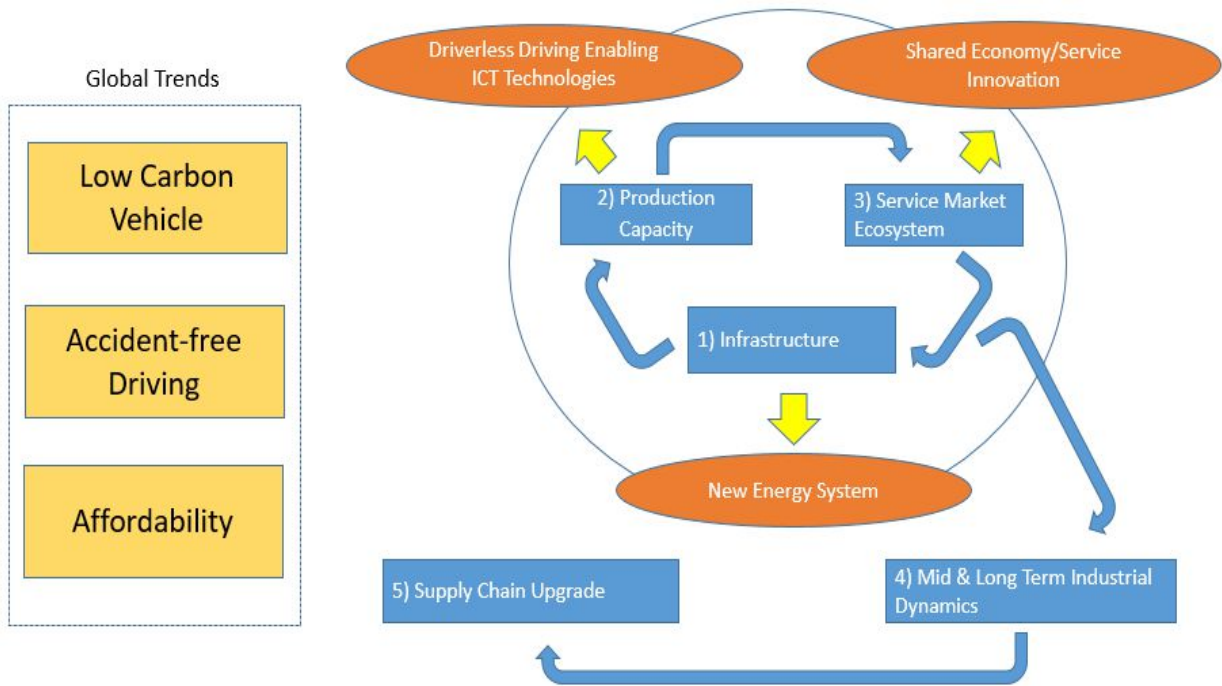 Global Trends
Low Carbon
Vehicle
Accident-free
Driving
Affordability
Driverless Driving Enabling
ICT Technologies
Shared Economy/Service
Innovation
2) Production
Capacity
3) Service Market
Ecosystem
1) Infrastructure
New Energy System
5) Supply Chain Upgrade
4) Mid & Long Term Industrial
Dynamics